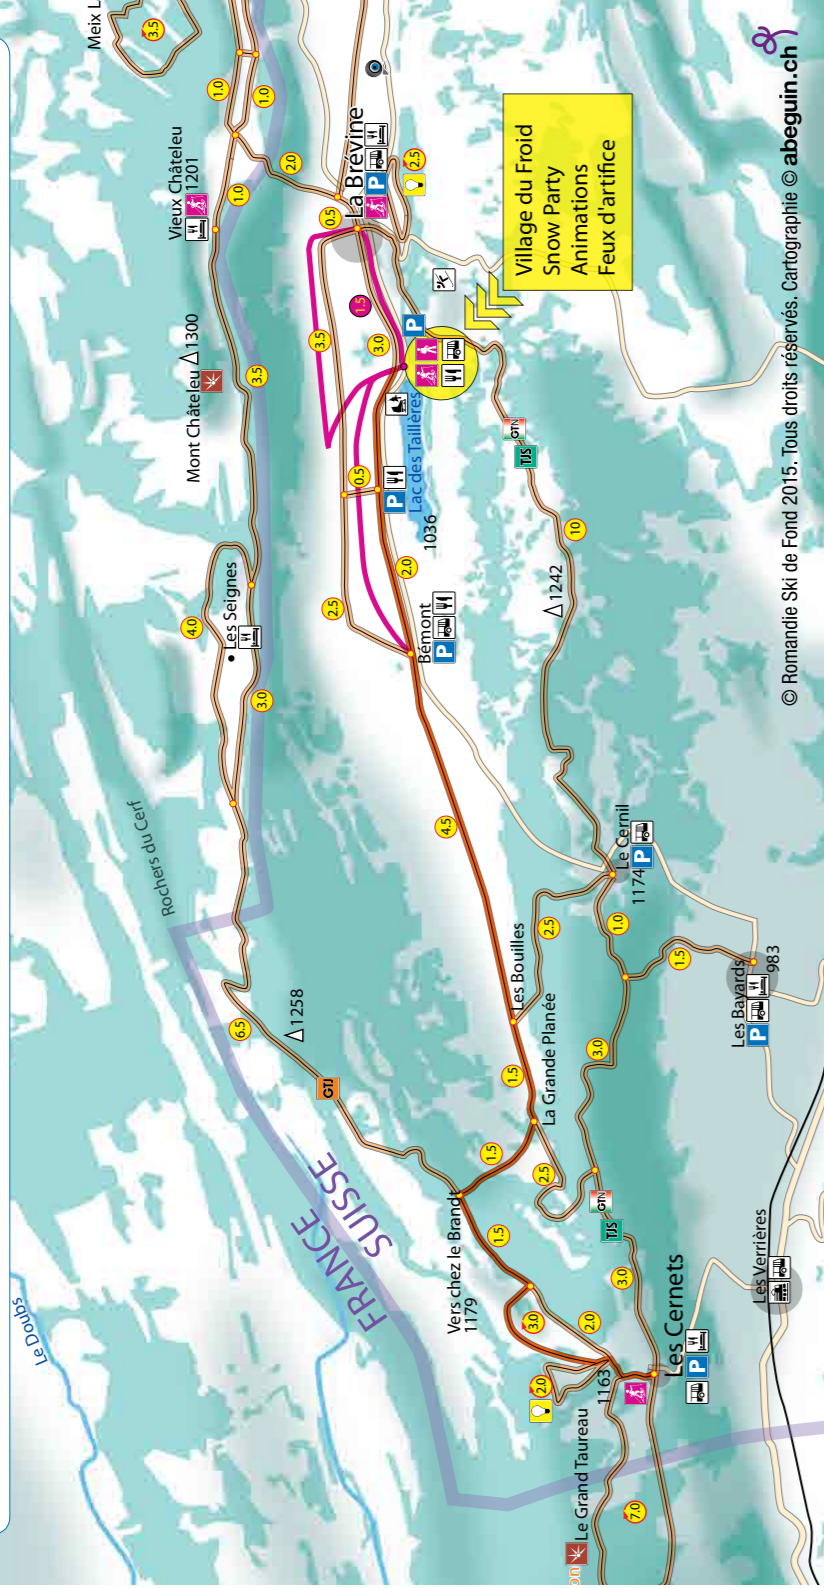 Meix L
3.5
1.0
1.0
Vieux Châteleu
1201
1.0
2.0
La Brévine
P
2.5
0.5
Village du Froid
Snow Party
Animations
Feux d'artifice
Mont Châteleu 1300
3.5
3.5
1.5
3.0
P
Lac des Taillères
GTN
TJS
0.5
P
1036
10
Les Seignes
4.0
3.0
2.5
2.0
Bémont
P
1242
4.5
Rochers du Cerf
Le Cernil
1174
P
1.0
2.5
Les Bouilles
1.5
Les Bayards
983
P
6.5
1258
GTJ
1.5
La Grande Planée
3.0
FRANCE
SUISSE
1.5
2.5
GTN
TJS
Vers chez le Brandt
1179
1.5
3.0
2.0
3.0
Les Verrières
Les Cernets
P
2.0
1163
Le Grand Taureau
7.0
on
Le Doubs
© Romandie Ski de Fond 2015. Tous droits réservés. Cartographie © abeguin.ch